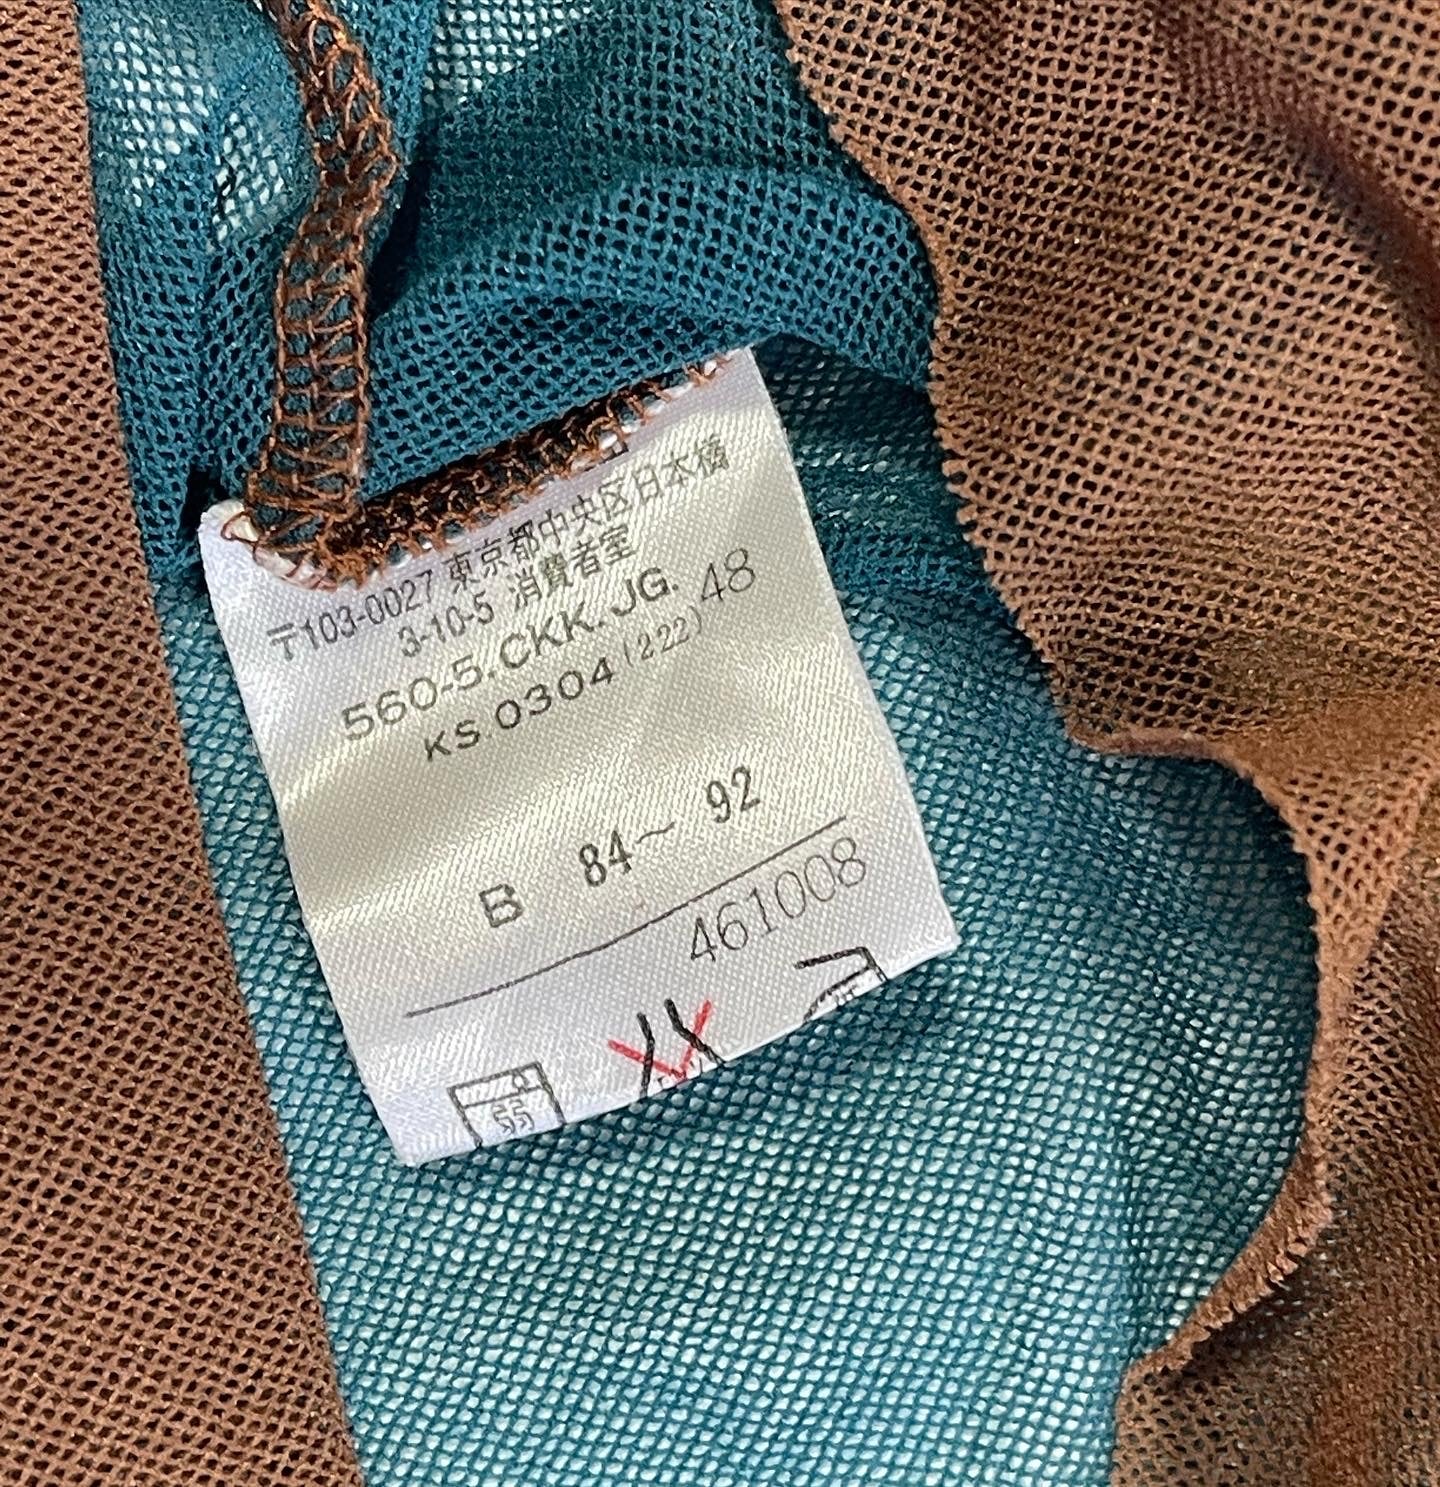 〒103-0027 東京都中央区日本橋
3-10-5 消費者室
560-5.CKK.JG. 48
KS.0304(222)
B 84~ 92
461008
弱